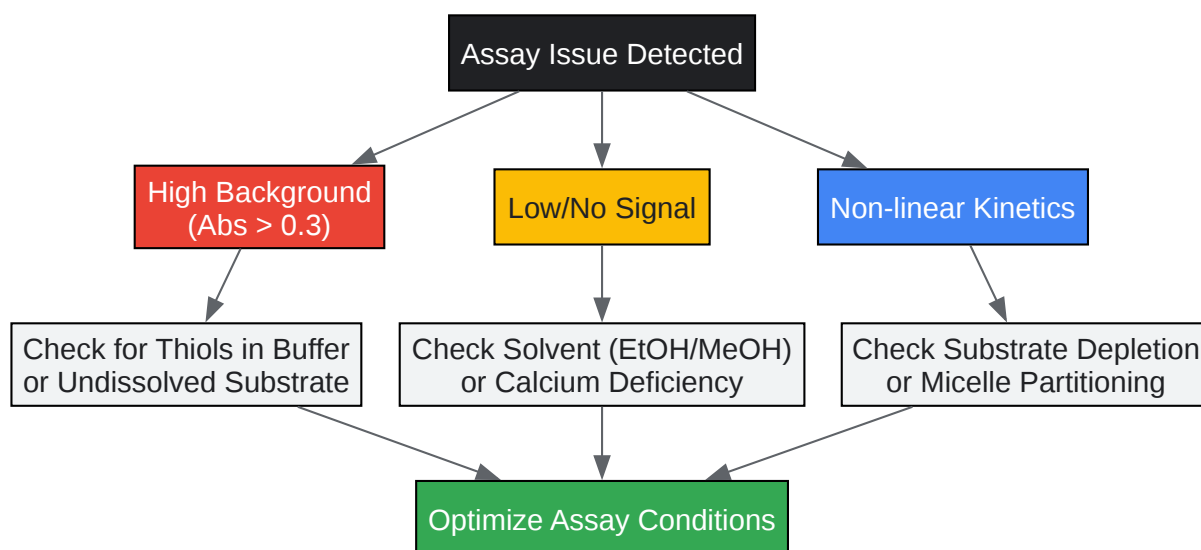 Assay Issue Detected
High Background
(Abs > 0.3)
Low/No Signal
Non-linear Kinetics
Check for Thiols in Buffer
or Undissolved Substrate
Check Solvent (EtOH/MeOH)
or Calcium Deficiency
Check Substrate Depletion
or Micelle Partitioning
Optimize Assay Conditions